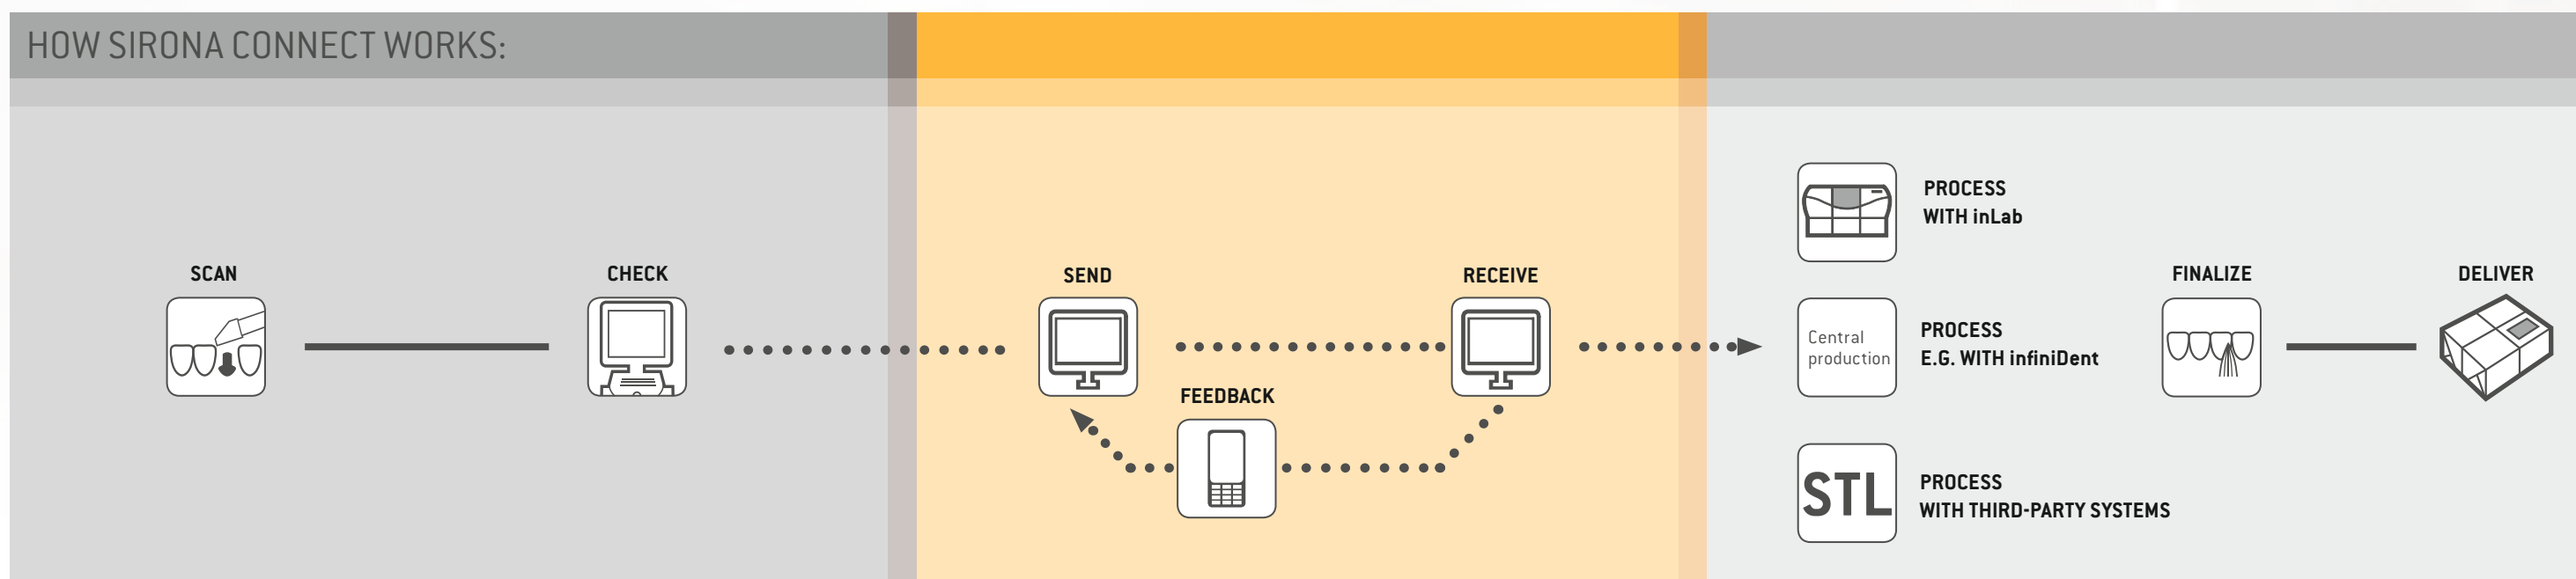 HOW SIRONA CONNECT WORKS:
SCAN
CHECK
SEND
RECEIVE
FEEDBACK
PROCESS
WITH inLab
Central
production
PROCESS
E.G. WITH infiniDent
STL
PROCESS
WITH THIRD-PARTY SYSTEMS
FINALIZE
DELIVER